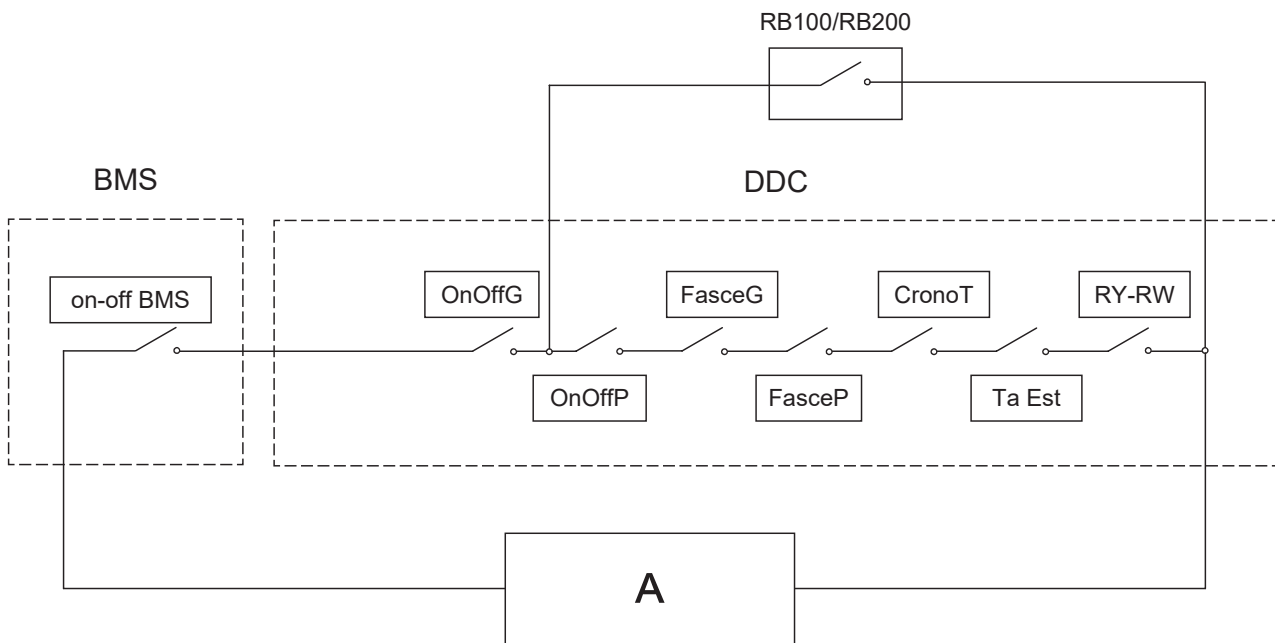 RB100/RB200
BMS
DDC
on-off BMS
OnOffG
FasceG
CronoT
RY-RW
OnOffP
FasceP
Ta Est
A